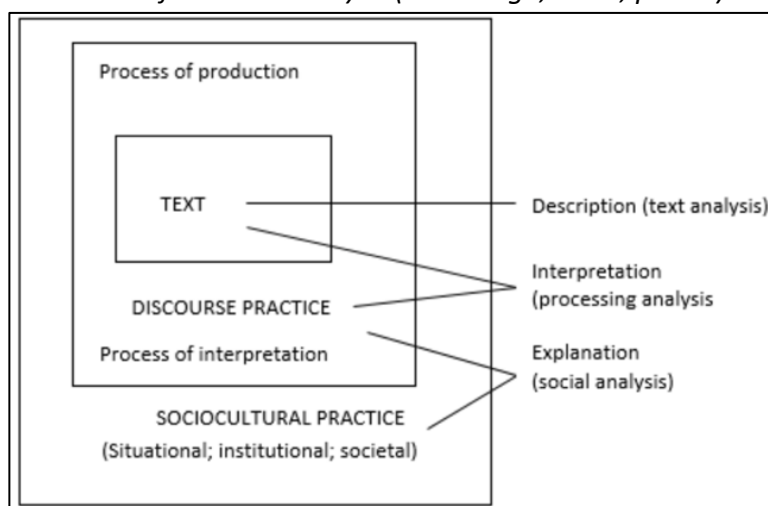 Process of production
TEXT
Description (text analysis)
Interpretation
(processing analysis
DISCOURSE PRACTICE
Process of interpretation
Explanation
(social analysis)
SOCIOCULTURAL PRACTICE
(Situational; institutional; societal)